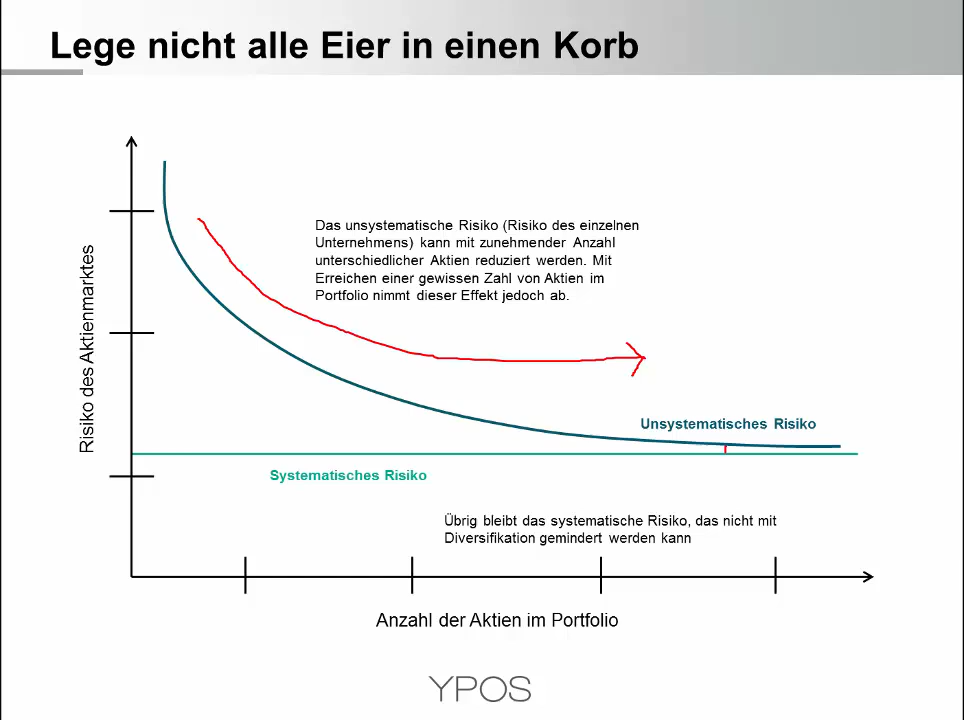 Lege nicht alle Eier in einen Korb
Das unsystematische Risiko (Risiko des einzelnen
Unternehmens) kann mit zunehmender Anzahl
unterschiedlicher Aktien reduziert werden. Mit
Erreichen einer gewissen Zahl von Aktien im
Portfolio nimmt dieser Effekt jedoch ab.
Risiko des Aktienmarktes
Unsystematisches Risiko
Systematisches Risiko
Übrig bleibt das systematische Risiko, das nicht mit
Diversifikation gemindert werden kann
Anzahl der Aktien im Portfolio
YPOS